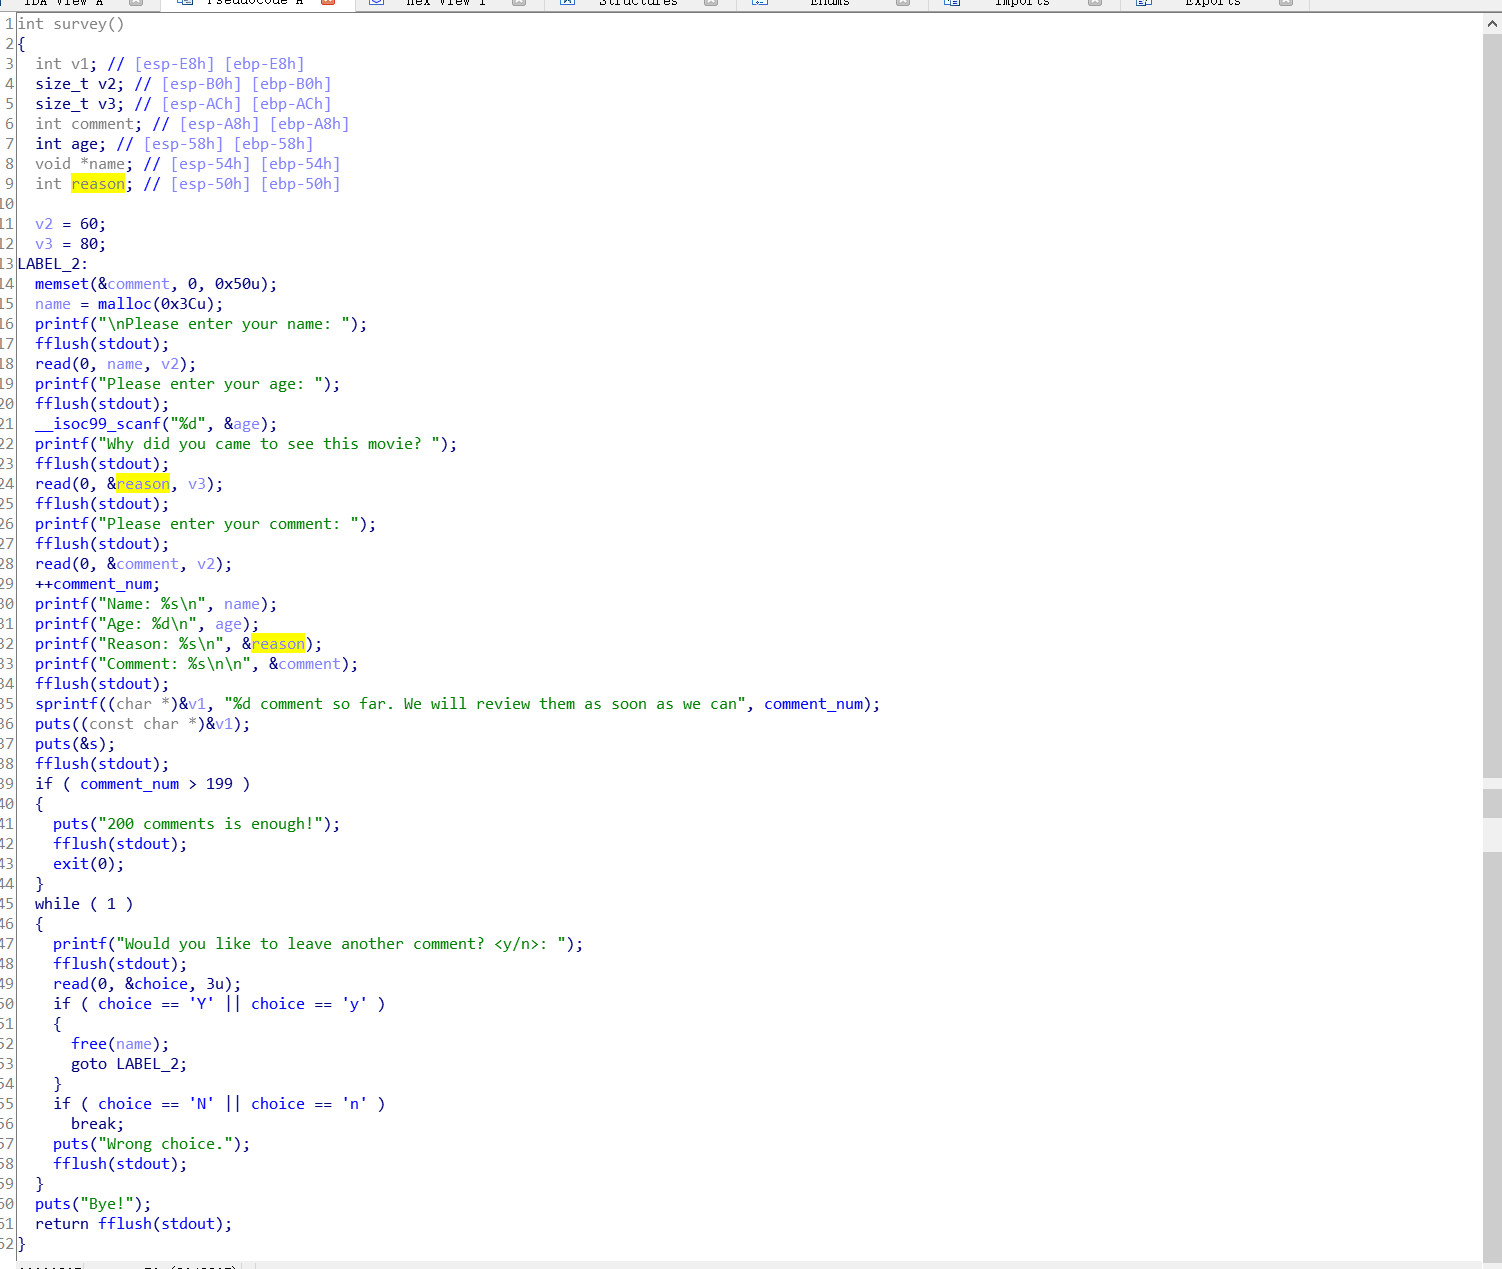 IDA View A Pseudocode A Hex View 1 Structures Enums Imports Exports
1 int survey()
2 {
3 int v1; // [esp-E8h] [ebp-E8h]
4 size_t v2; // [esp-B0h] [ebp-B0h]
5 size_t v3; // [esp-ACh] [ebp-ACh]
6 int comment; // [esp-A8h] [ebp-A8h]
7 int age; // [esp-58h] [ebp-58h]
8 void *name; // [esp-54h] [ebp-54h]
9 int reason; // [esp-50h] [ebp-50h]
10
11 v2 = 60;
12 v3 = 80;
13 LABEL_2:
14 memset(&comment, 0, 0x50u);
15 name = malloc(0x3Cu);
16 printf("\nPlease enter your name: ");
17 fflush(stdout);
18 read(0, name, v2);
19 printf("Please enter your age: ");
20 fflush(stdout);
21 __isoc99_scanf("%d", &age);
22 printf("Why did you came to see this movie? ");
23 fflush(stdout);
24 read(0, &reason, v3);
25 fflush(stdout);
26 printf("Please enter your comment: ");
27 fflush(stdout);
28 read(0, &comment, v2);
29 ++comment_num;
30 printf("Name: %s\n", name);
31 printf("Age: %d\n", age);
32 printf("Reason: %s\n", &reason);
33 printf("Comment: %s\n\n", &comment);
34 fflush(stdout);
35 sprintf((char *)&v1, "%d comment so far. We will review them as soon as we can", comment_num);
36 puts((const char *)&v1);
37 puts(&s);
38 fflush(stdout);
39 if ( comment_num > 199 )
40 {
41 puts("200 comments is enough!");
42 fflush(stdout);
43 exit(0);
44 }
45 while ( 1 )
46 {
47 printf("Would you like to leave another comment? <y/n>: ");
48 fflush(stdout);
49 read(0, &choice, 3u);
50 if ( choice == 'Y' || choice == 'y' )
51 {
52 free(name);
53 goto LABEL_2;
54 }
55 if ( choice == 'N' || choice == 'n' )
56 break;
57 puts("Wrong choice.");
58 fflush(stdout);
59 }
60 puts("Bye!");
61 return fflush(stdout);
62 }